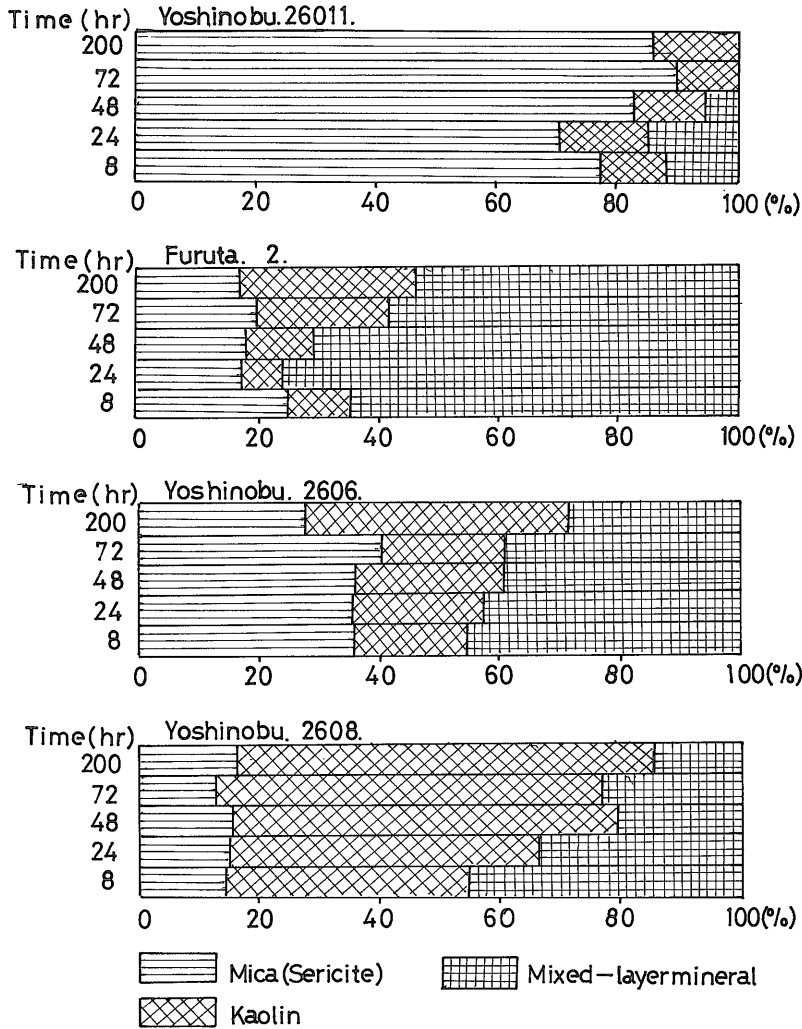 Time (hr) Yoshinobu. 26011.
200
72
48
24
8
0 20 40 60 80 100 (%)
Time (hr) Furuta. 2.
200
72
48
24
8
0 20 40 60 80 100 (%)
Time (hr) Yoshinobu. 2606.
200
72
48
24
8
0 20 40 60 80 100 (%)
Time (hr) Yoshinobu. 2608.
200
72
48
24
8
0 20 40 60 80 100 (%)
Mica (Sericite) Mixed-layer mineral
Kaolin